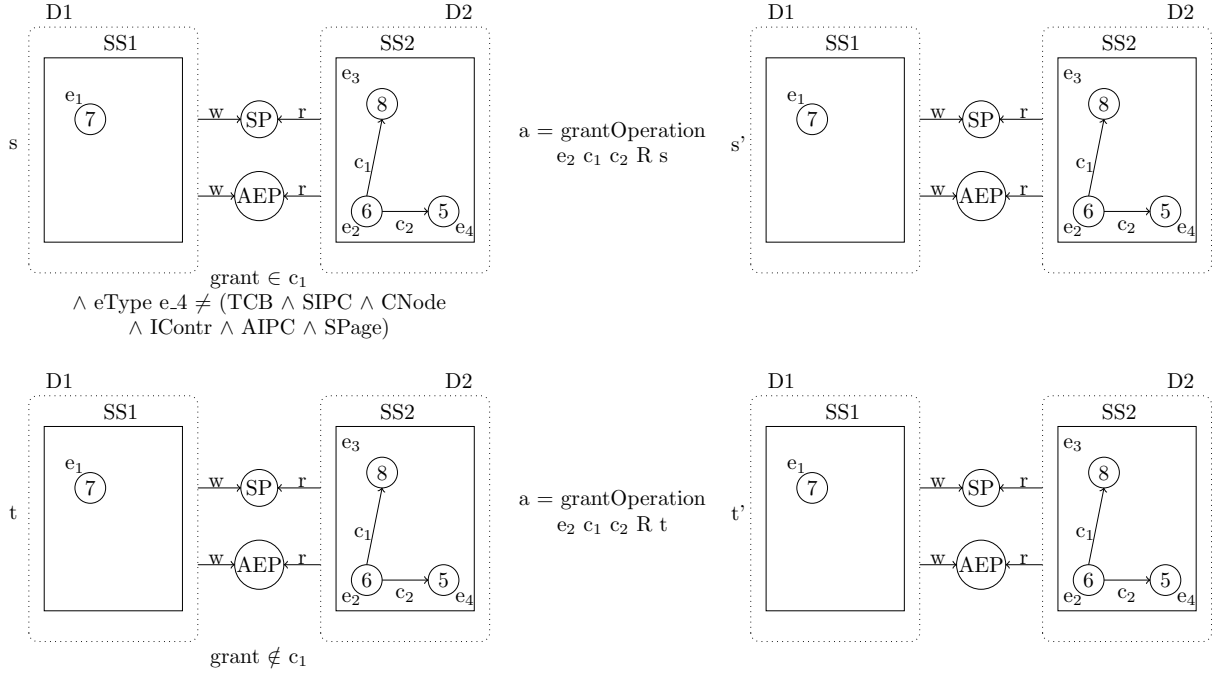 D1 D2 D1 D2
SS1 SS2 SS1 SS2
e₃ e₃
e₁ 8 e₁ 8
7 w SP r 7 w SP r
a = grantOperation
s c₁ e₂ c₁ c₂ R s s' c₁
w AEP r w AEP r
6 5 6 5
e₂ c₂ e₄ e₂ c₂ e₄
grant ∈ c₁
∧ eType e_4 ≠ (TCB ∧ SIPC ∧ CNode
∧ IContr ∧ AIPC ∧ SPage)
D1 D2 D1 D2
SS1 SS2 SS1 SS2
e₃ e₃
e₁ 8 e₁ 8
7 w SP r 7 w SP r
a = grantOperation
t c₁ e₂ c₁ c₂ R t t' c₁
w AEP r w AEP r
6 5 6 5
e₂ c₂ e₄ e₂ c₂ e₄
grant ∉ c₁